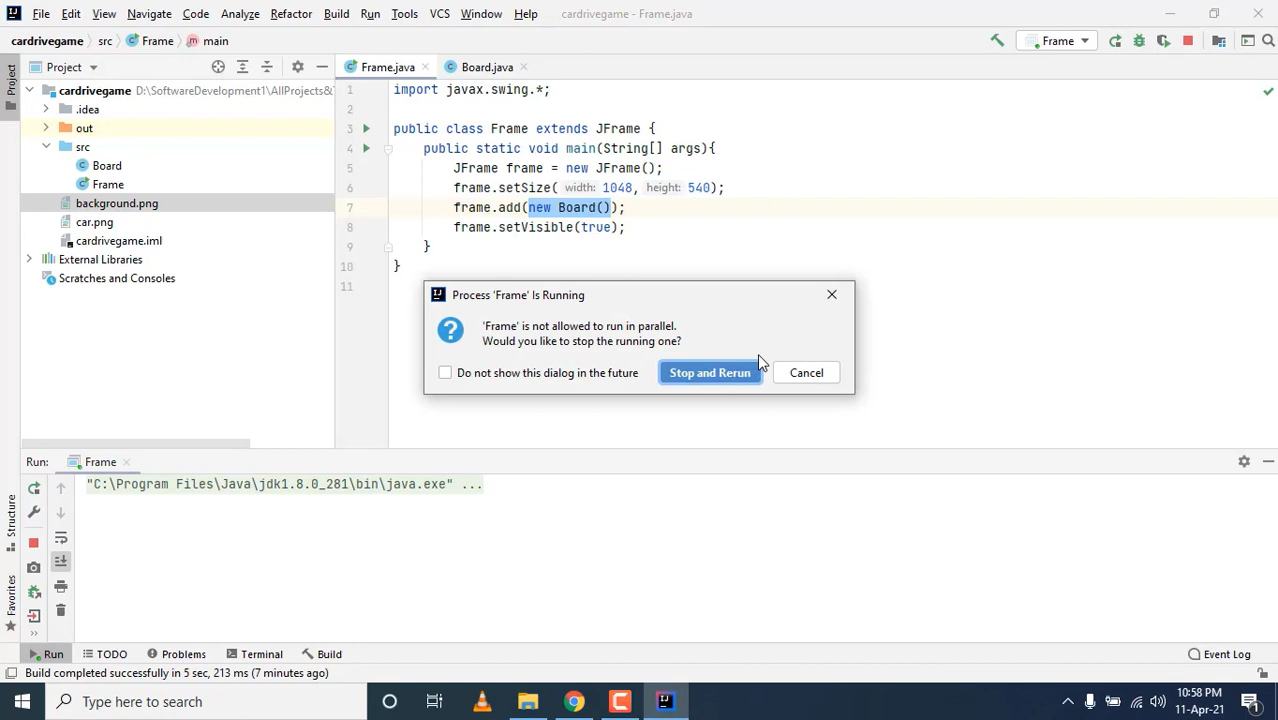 File Edit View Navigate Code Analyze Refactor Build Run Tools VCS Window Help cardrivegame - Frame.java
cardrivegame src Frame main Frame
Project
Project Frame.java Board.java
cardrivegame D:\SoftwareDevelopment1\AllProjects&
.idea
out
src
Board
Frame
background.png
car.png
cardrivegame.iml
External Libraries
Scratches and Consoles
1 import javax.swing.*;
2
3 public class Frame extends JFrame {
4 public static void main(String[] args){
5 JFrame frame = new JFrame();
6 frame.setSize( width: 1048, height: 540);
7 frame.add(new Board());
8 frame.setVisible(true);
9 }
10 }
11
Process 'Frame' Is Running
'Frame' is not allowed to run in parallel.
Would you like to stop the running one?
Do not show this dialog in the future Stop and Rerun Cancel
Run: Frame
"C:\Program Files\Java\jdk1.8.0_281\bin\java.exe" ...
Structure
Favorites
Run TODO Problems Terminal Build Event Log
Build completed successfully in 5 sec, 213 ms (7 minutes ago)
Type here to search
10:58 PM
11-Apr-21
1